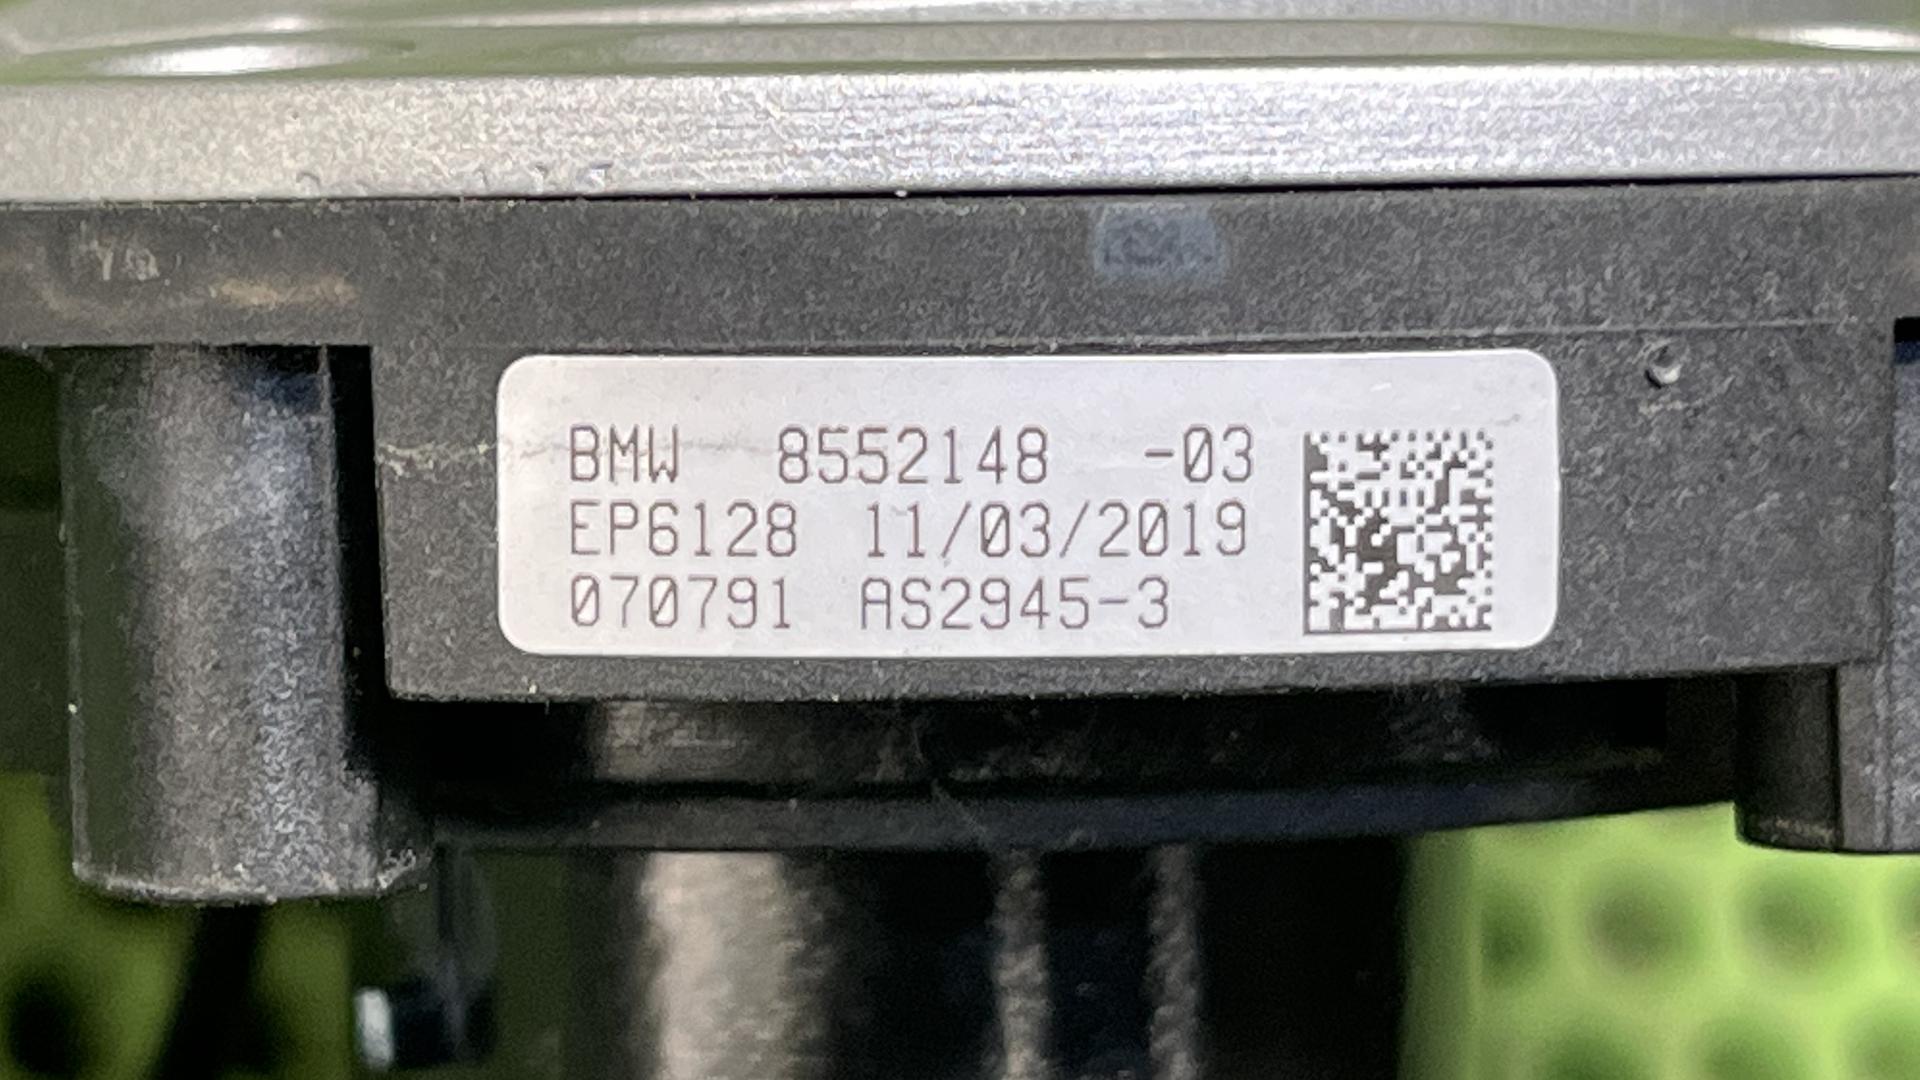 BMW 8552148 -03
EP6128 11/03/2019
070791 AS2945-3